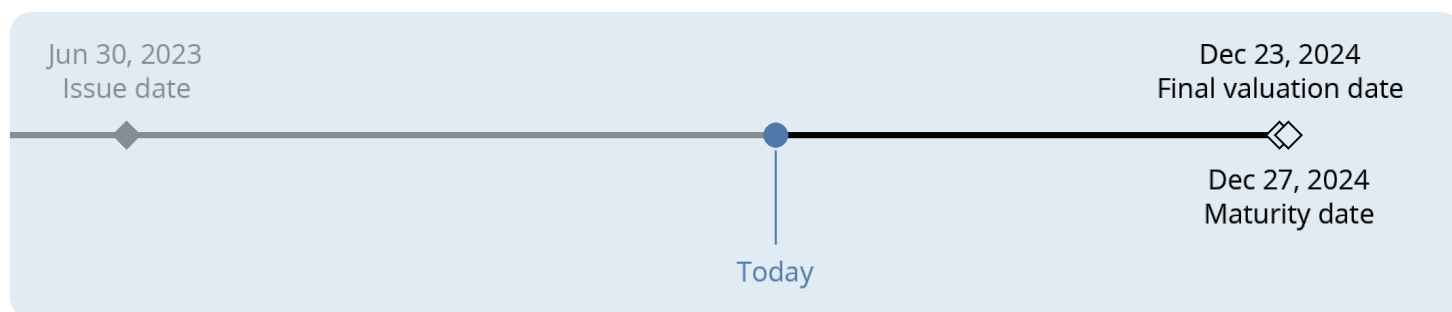 Jun 30, 2023
Issue date
Dec 23, 2024
Final valuation date
Dec 27, 2024
Maturity date
Today